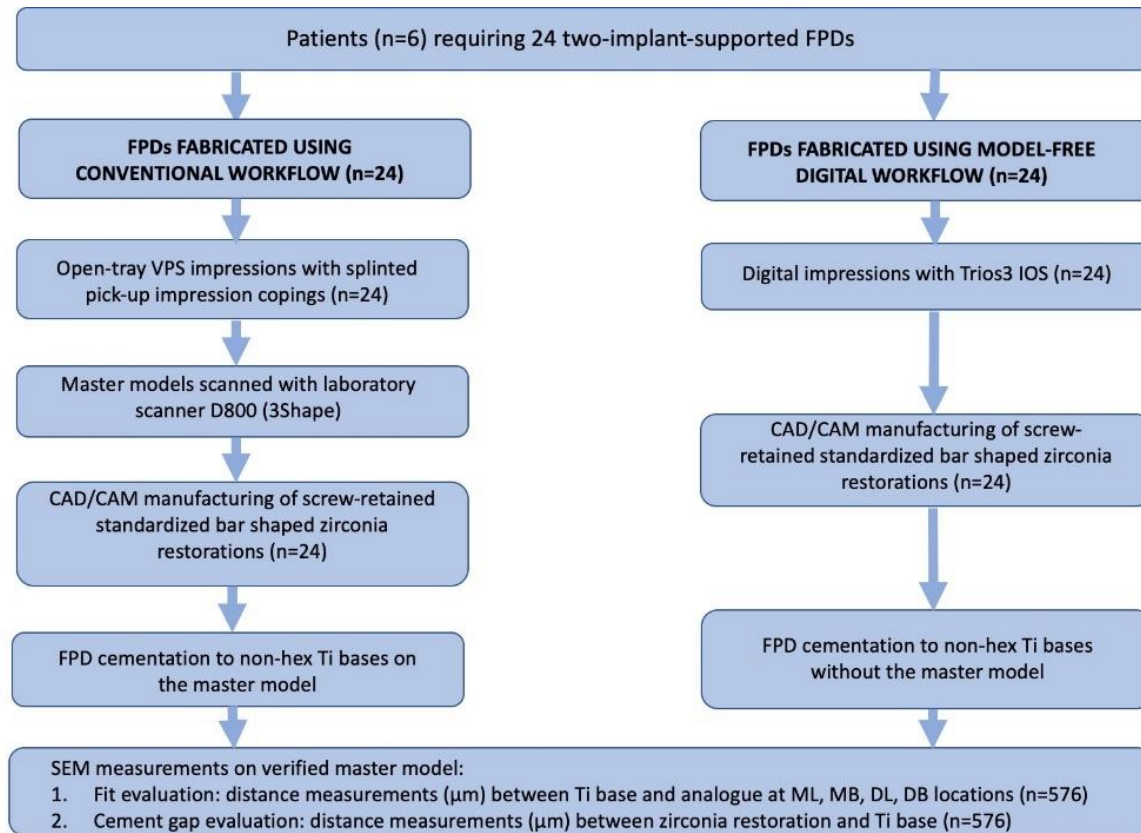 Patients (n=6) requiring 24 two-implant-supported FPDs
FPDs FABRICATED USING
CONVENTIONAL WORKFLOW (n=24)
FPDs FABRICATED USING MODEL-FREE
DIGITAL WORKFLOW (n=24)
Open-tray VPS impressions with splinted
pick-up impression copings (n=24)
Digital impressions with Trios3 IOS (n=24)
Master models scanned with laboratory
scanner D800 (3Shape)
CAD/CAM manufacturing of screw-
retained standardized bar shaped zirconia
restorations (n=24)
CAD/CAM manufacturing of screw-retained
standardized bar shaped zirconia
restorations (n=24)
FPD cementation to non-hex Ti bases on
the master model
FPD cementation to non-hex Ti bases
without the master model
SEM measurements on verified master model:
1. Fit evaluation: distance measurements (μm) between Ti base and analogue at ML, MB, DL, DB locations (n=576)
2. Cement gap evaluation: distance measurements (μm) between zirconia restoration and Ti base (n=576)